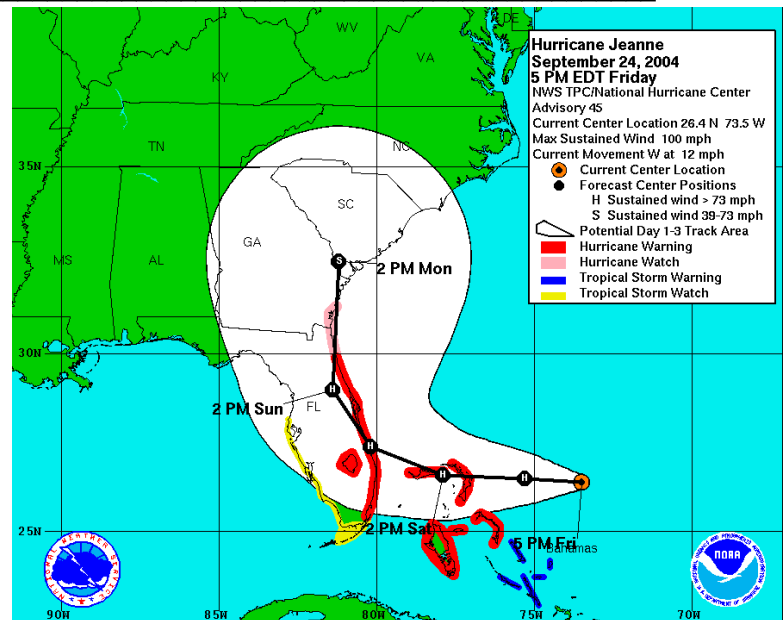 WV
DE
VA
KY
Hurricane Jeanne
September 24, 2004
5 PM EDT Friday
NWS TPC/National Hurricane Center
Advisory 45
Current Center Location 26.4 N 73.5 W
Max Sustained Wind 100 mph
Current Movement W at 12 mph
Current Center Location
Forecast Center Positions
H Sustained wind > 73 mph
S Sustained wind 39-73 mph
Potential Day 1-3 Track Area
Hurricane Warning
Hurricane Watch
Tropical Storm Warning
Tropical Storm Watch
TN
NC
35N
SC
GA
MS
AL
S
2 PM Mon
30N
H
2 PM Sun
FL
H
H
H
25N
2 PM Sat
5 PM Fri
Bahamas
NATIONAL WEATHER SERVICE
NOAA
90W
85W
80W
75W
70W